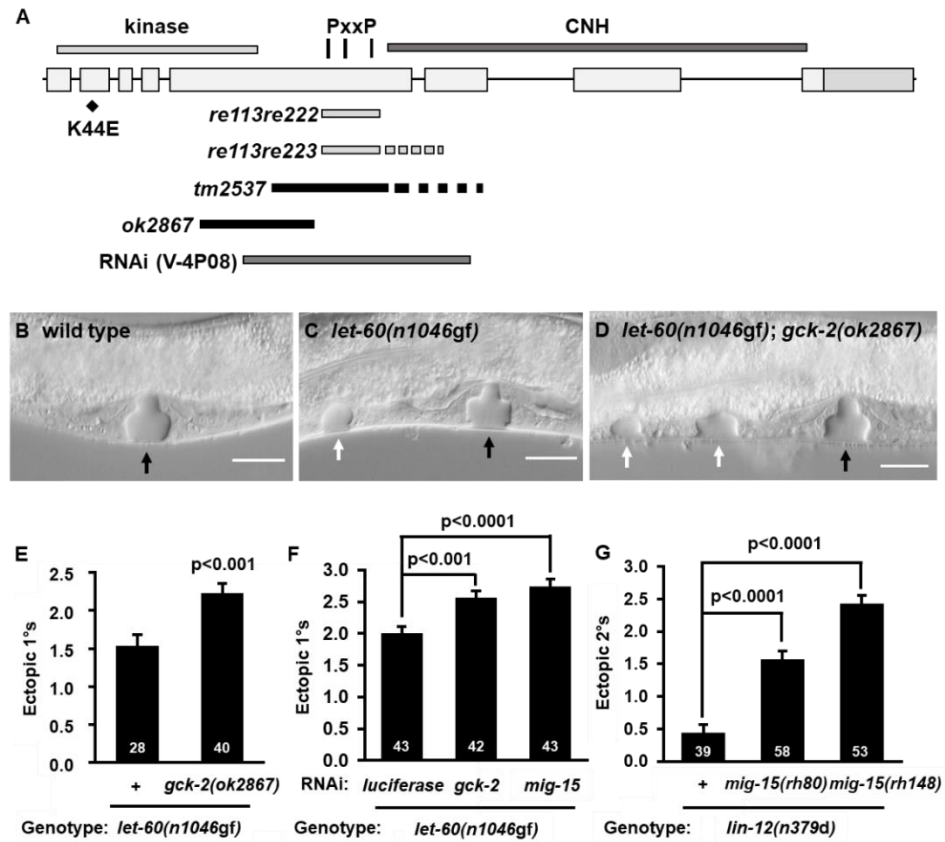 A
kinase
PxxP
CNH
K44E
re113re222
re113re223
tm2537
ok2867
RNAi (V-4P08)
B wild type
C let-60(n1046gf)
D let-60(n1046gf); gck-2(ok2867)
E
p<0.001
Ectopic 1°s
2.5
2.0
1.5
1.0
0.5
0.0
28
40
+
gck-2(ok2867)
Genotype: let-60(n1046gf)
F
p<0.0001
p<0.001
Ectopic 1°s
3.0
2.5
2.0
1.5
1.0
0.5
0.0
43
42
43
RNAi: luciferase gck-2 mig-15
Genotype: let-60(n1046gf)
G
p<0.0001
p<0.0001
Ectopic 2°s
3.0
2.5
2.0
1.5
1.0
0.5
0.0
39
58
53
+
mig-15(rh80) mig-15(rh148)
Genotype: lin-12(n379d)